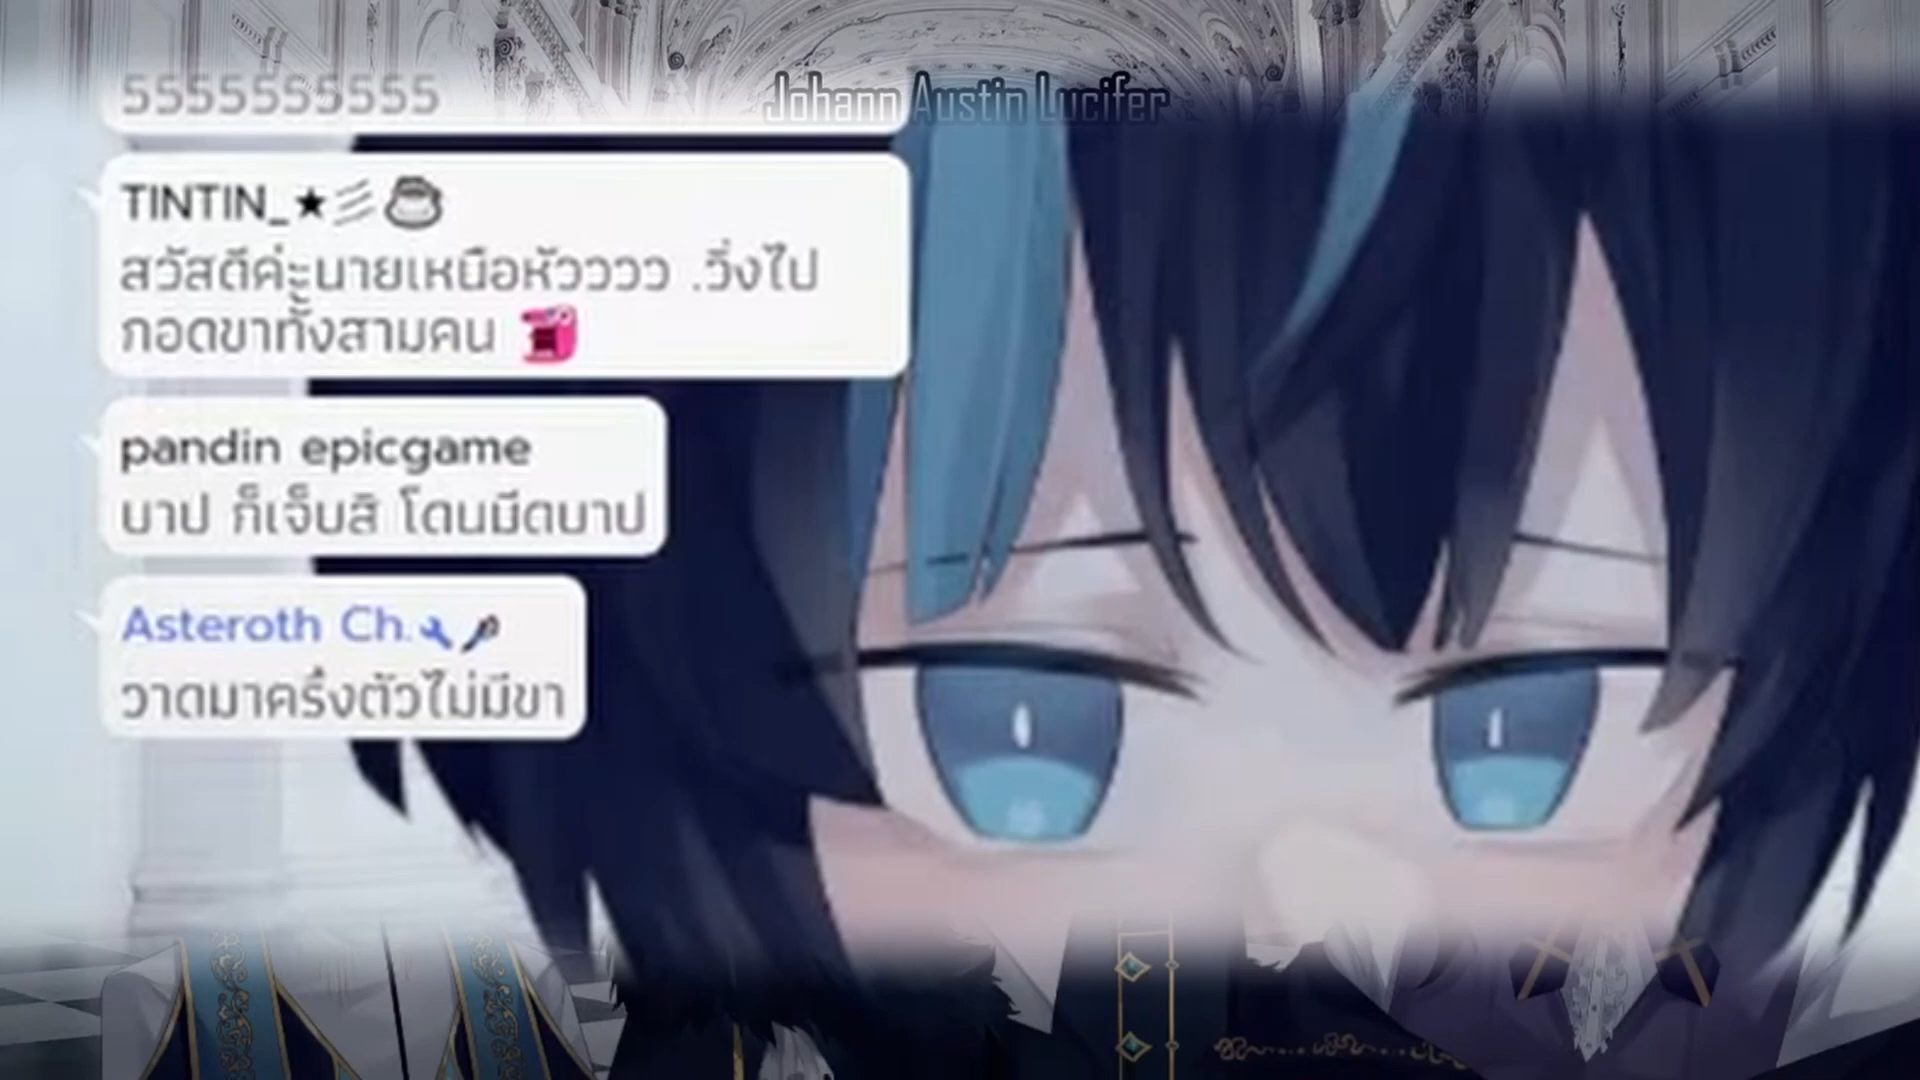 5555555555
Johann Austin Lucifer
TINTIN_★彡
สวัสดีค่ะนายเหนือหัวววว .วิ่งไป
กอดขาทั้งสามคน
pandin epicgame
บาป ก็เจ็บสิ โดนมีดบาป
Asteroth Ch.
วาดมาครึ่งตัวไม่มีขา